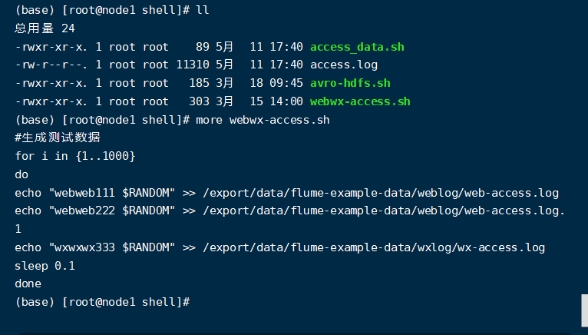 (base) [root@node1 shell]# ll
总用量 24
-rwxr-xr-x. 1 root root    89 5月  11 17:40 access_data.sh
-rw-r--r--. 1 root root 11310 5月  11 17:40 access.log
-rwxr-xr-x. 1 root root   185 3月  18 09:45 avro-hdfs.sh
-rwxr-xr-x. 1 root root   303 3月  15 14:00 webwx-access.sh
(base) [root@node1 shell]# more webwx-access.sh
#生成测试数据
for i in {1..1000}
do
echo "webweb111 $RANDOM" >> /export/data/flume-example-data/weblog/web-access.log
echo "webweb222 $RANDOM" >> /export/data/flume-example-data/weblog/web-access.log.
1
echo "wxwxwx333 $RANDOM" >> /export/data/flume-example-data/wxlog/wx-access.log
sleep 0.1
done
(base) [root@node1 shell]#